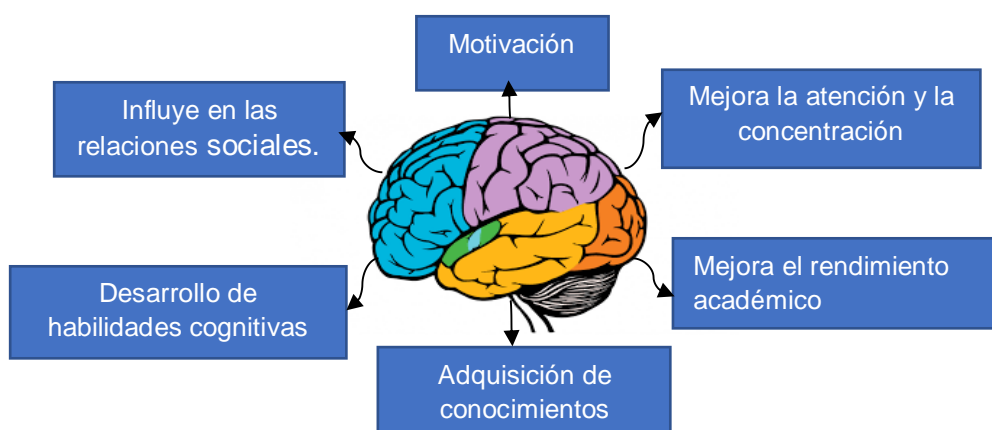 Motivación
Influye en las
relaciones sociales.
Mejora la atención y la
concentración
Desarrollo de
habilidades cognitivas
Mejora el rendimiento
académico
Adquisición de
conocimientos